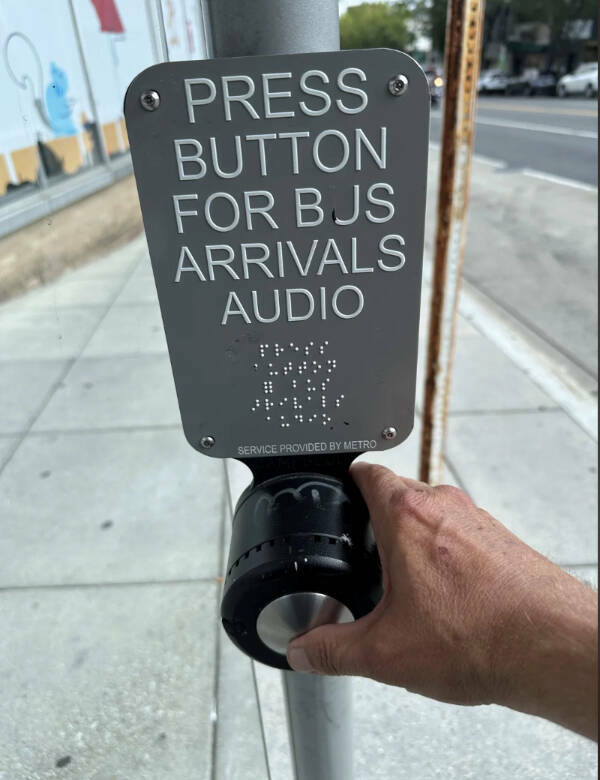 PRESS
BUTTON
FOR BJS
ARRIVALS
AUDIO
SERVICE PROVIDED BY METRO